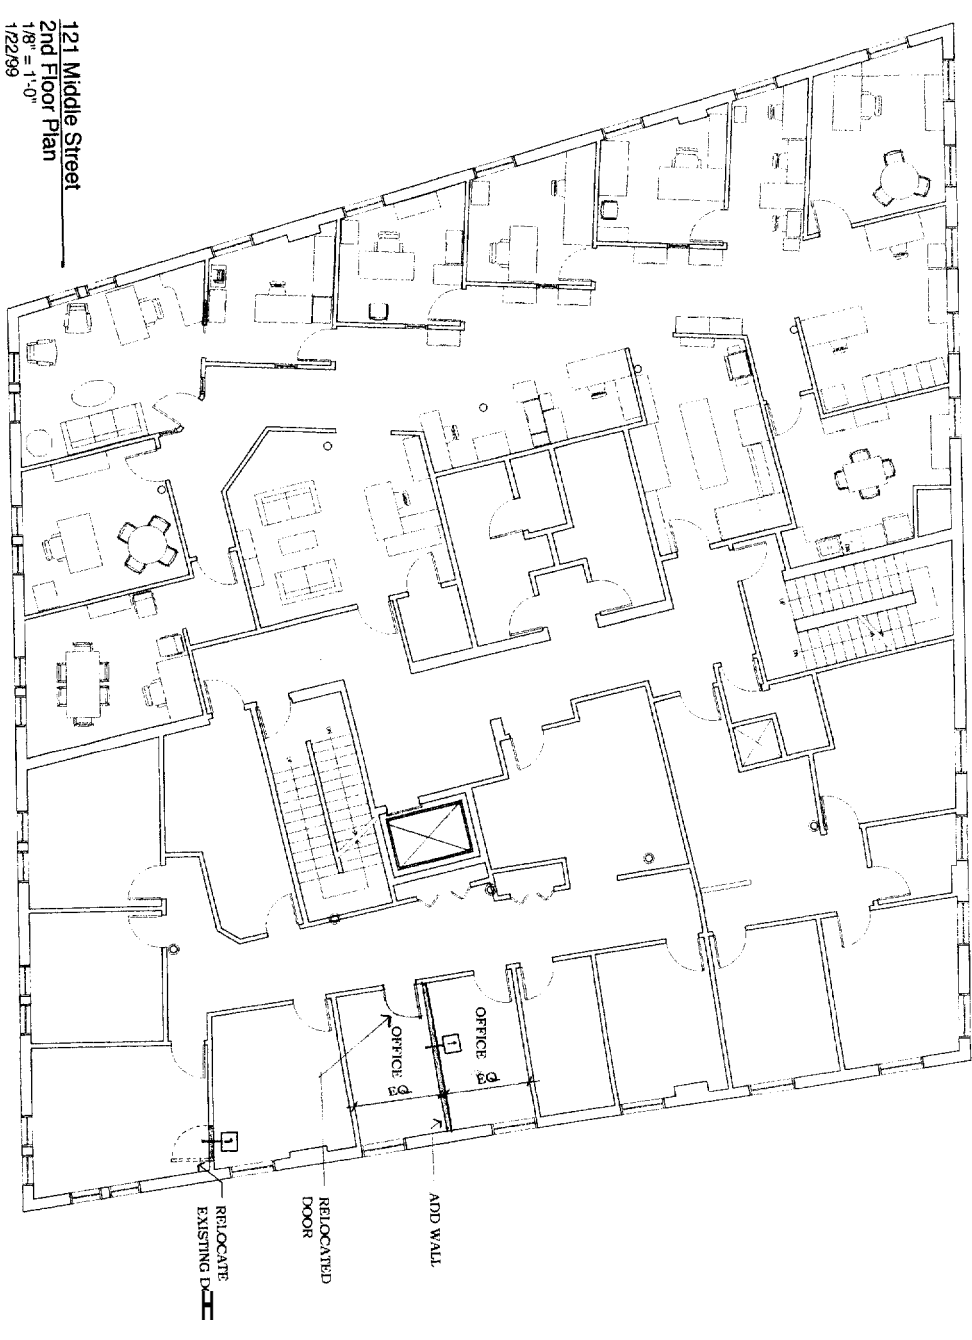 121 Middle Street
2nd Floor Plan
1/8" = 1'-0"
1/22/99
OFFICE
EQ
OFFICE
EQ
1
1
ADD WALL
RELOCATED
DOOR
RELOCATE
EXISTING